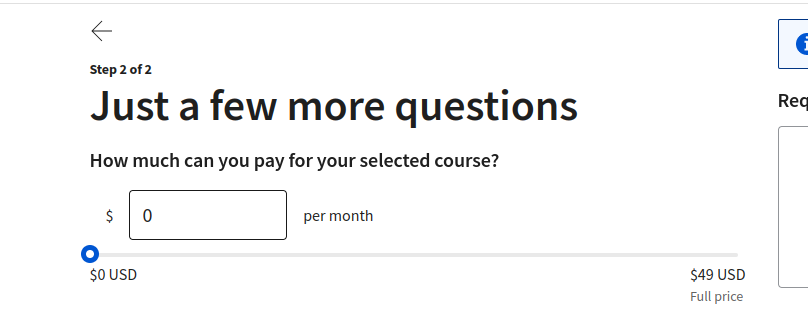 Step 2 of 2
Just a few more questions
How much can you pay for your selected course?
$ 0 per month
$0 USD $49 USD
Full price
Req